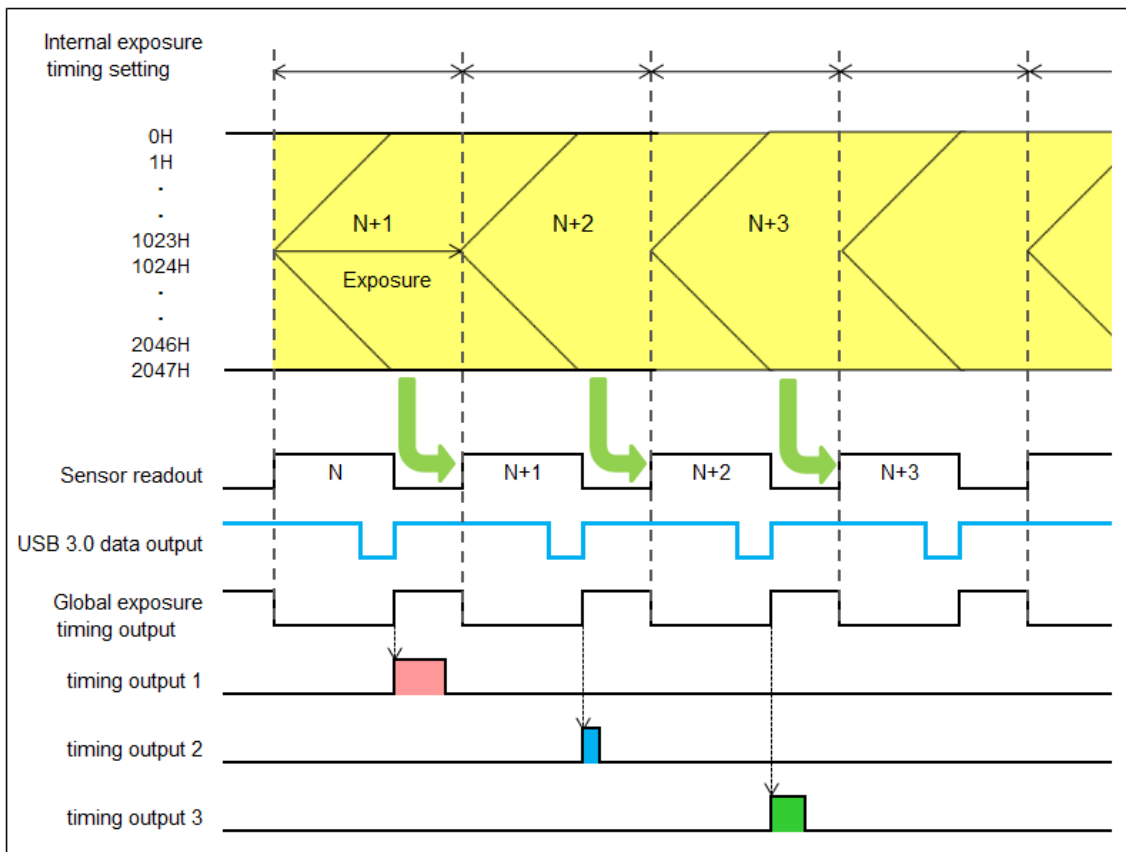 Internal exposure
timing setting
0H
1H
.
.
1023H
1024H
.
.
2046H
2047H
N+1
N+2
N+3
Exposure
Sensor readout
N
N+1
N+2
N+3
USB 3.0 data output
Global exposure
timing output
timing output 1
timing output 2
timing output 3